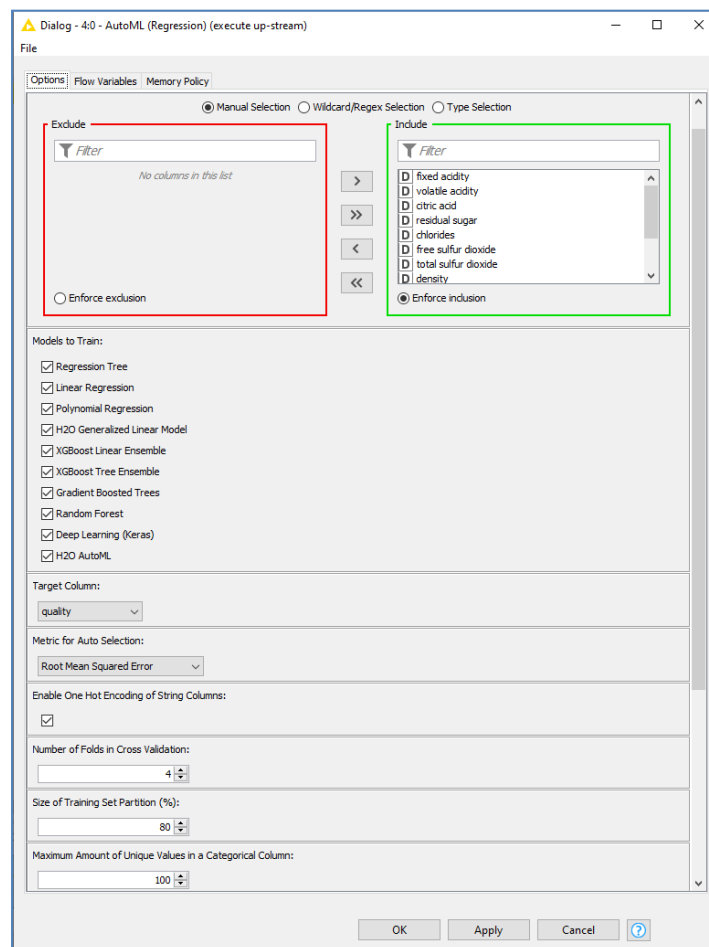 Dialog - 4:0 - AutoML (Regression) (execute up-stream)
File
Options Flow Variables Memory Policy
Manual Selection Wildcard/Regex Selection Type Selection
Exclude
Filter
No columns in this list
Enforce exclusion
>
>>
<
<<
Include
Filter
D fixed acidity
D volatile acidity
D citric acid
D residual sugar
D chlorides
D free sulfur dioxide
D total sulfur dioxide
D density
Enforce inclusion
Models to Train:
Regression Tree
Linear Regression
Polynomial Regression
H2O Generalized Linear Model
XGBoost Linear Ensemble
XGBoost Tree Ensemble
Gradient Boosted Trees
Random Forest
Deep Learning (Keras)
H2O AutoML
Target Column:
quality
Metric for Auto Selection:
Root Mean Squared Error
Enable One Hot Encoding of String Columns:
Number of Folds in Cross Validation:
4
Size of Training Set Partition (%):
80
Maximum Amount of Unique Values in a Categorical Column:
100
OK Apply Cancel ?